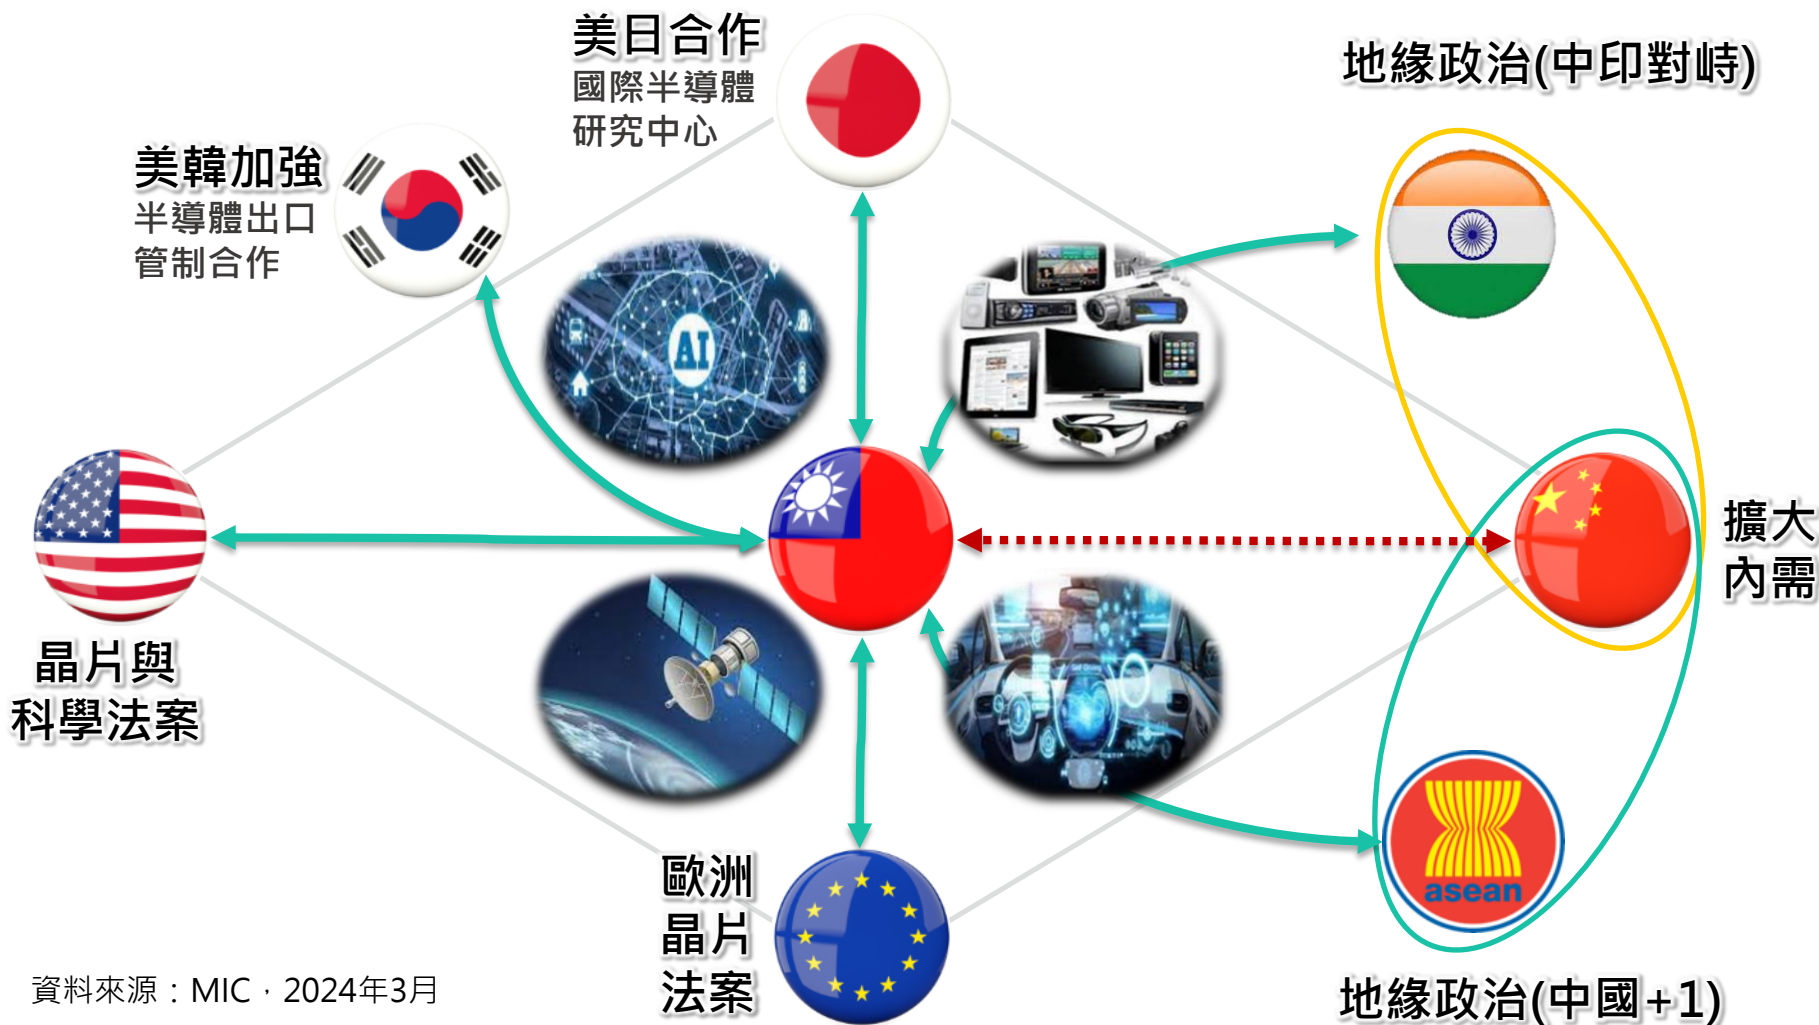 美日合作
國際半導體
研究中心
地緣政治(中印對峙)
美韓加強
半導體出口
管制合作
AI
擴大
內需
晶片與
科學法案
歐洲
晶片
法案
asean
資料來源：MIC，2024年3月
地緣政治(中國+1)